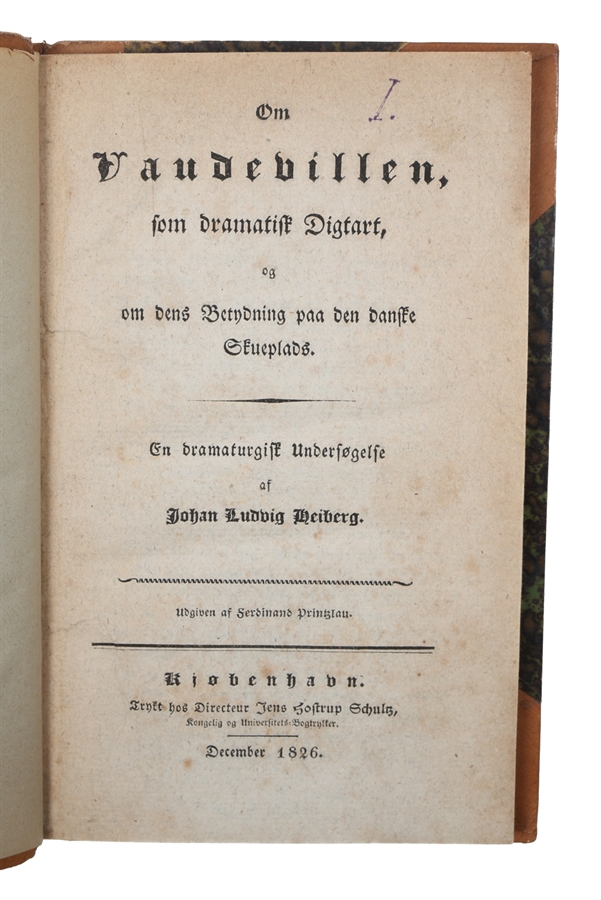 I.
Om
Vaudevillen,
som dramatisk Digtart,
og
om dens Betydning paa den danske
Skueplads.
En dramaturgisk Undersøgelse
af
Johan Ludvig Heiberg.
Udgiven af Ferdinand Printzlau.
Kjøbenhavn.
Trykt hos Directeur Jens Hostrup Schultz,
Kongelig og Universitets-Bogtrykker.
December 1826.